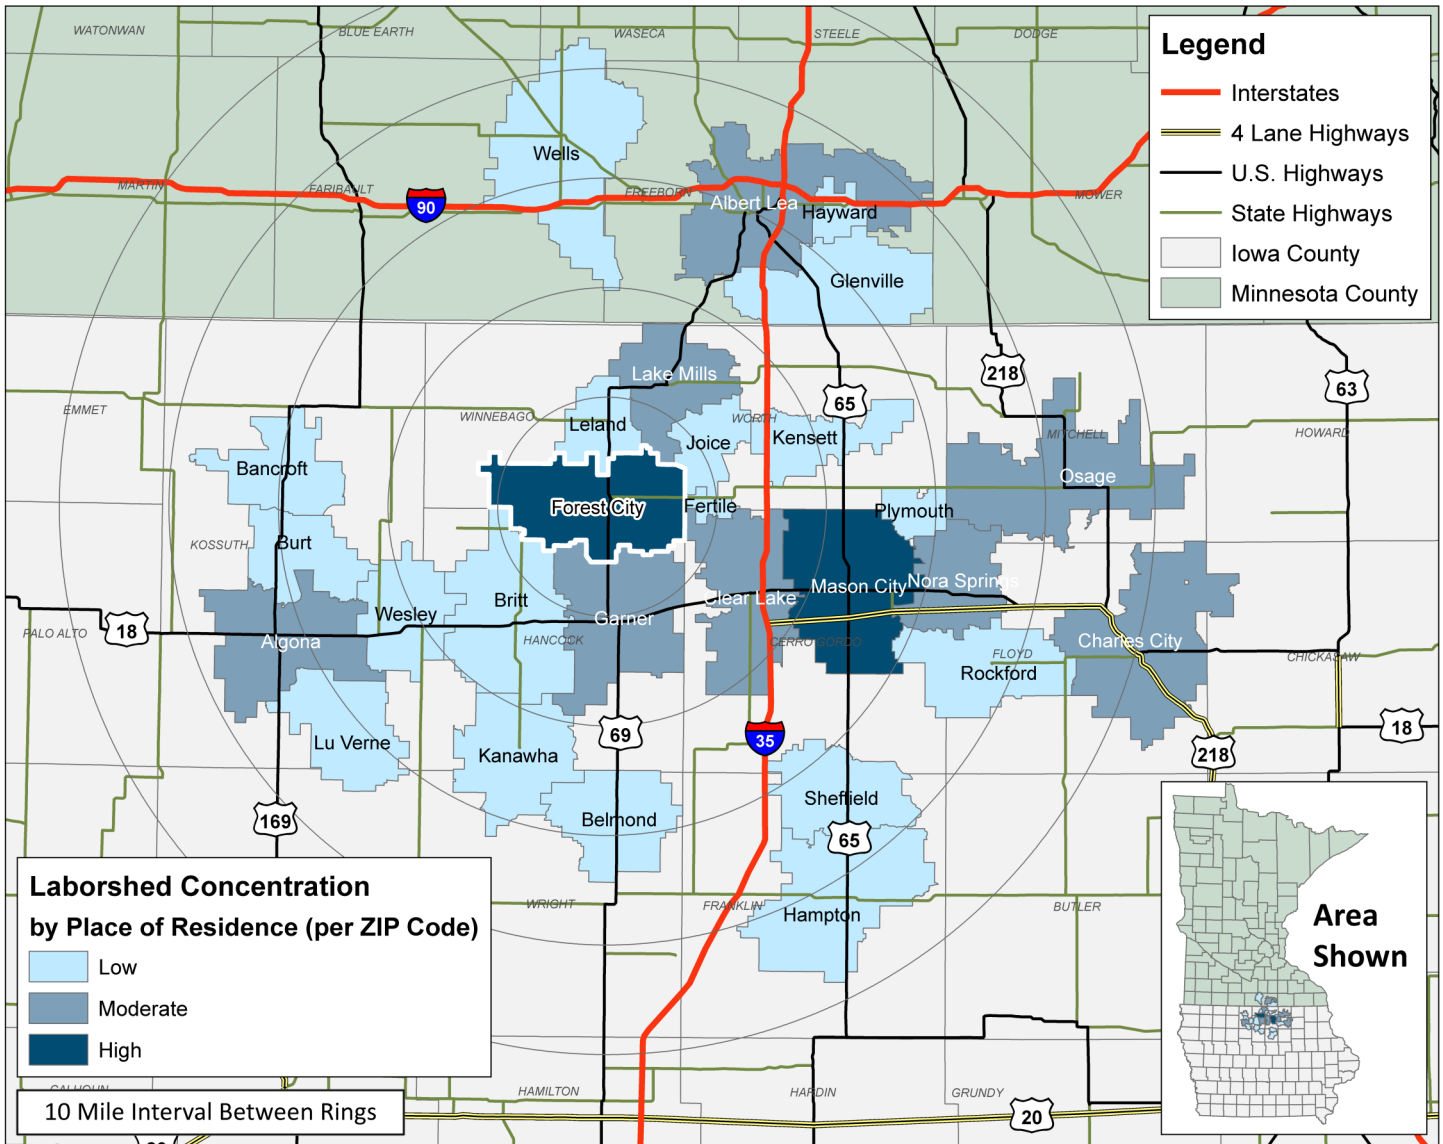 WATONWAN
BLUE EARTH
WASECA
STEELE
DODGE
Legend
Interstates
4 Lane Highways
U.S. Highways
State Highways
Iowa County
Minnesota County
Wells
MARTIN
FARIBAULT
FREEBORN
MOWER
90
Albert Lea
Hayward
Glenville
Lake Mills
218
65
63
EMMET
WINNEBAGO
WORTH
MITCHELL
HOWARD
Leland
Joice
Kensett
Bancroft
Osage
Forest City
Fertile
Plymouth
KOSSUTH
Burt
Mason City
Nora Springs
Clear Lake
Britt
Wesley
Garner
18
PALO ALTO
Algona
HANCOCK
CERRO GORDO
FLOYD
Charles City
CHICKASAW
Rockford
Lu Verne
Kanawha
69
35
18
218
Sheffield
Belmond
169
65
WRIGHT
FRANKLIN
BUTLER
Hampton
Laborshed Concentration
by Place of Residence (per ZIP Code)
Low
Moderate
High
Area
Shown
CALHOUN
HAMILTON
HARDIN
GRUNDY
10 Mile Interval Between Rings
20